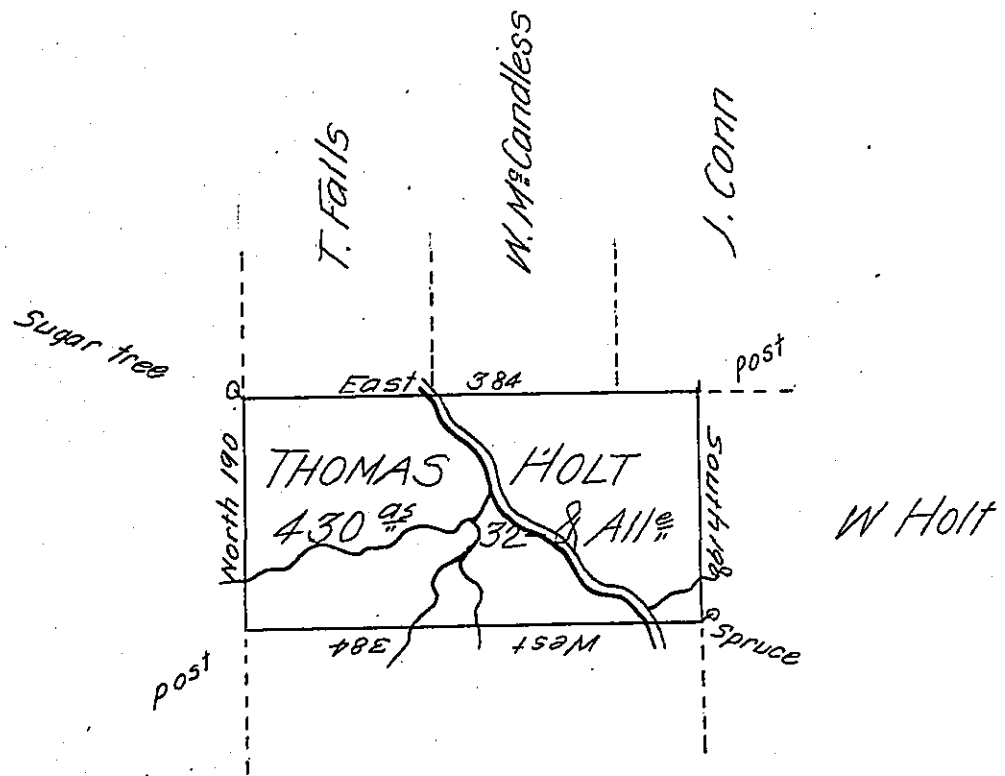 T. Falls
W. McCandless
J. Conn
Sugar tree
post
East 384
North 190
THOMAS HOLT
430 as 32 & Alle
South 190
W Holt
384 West
Spruce
post